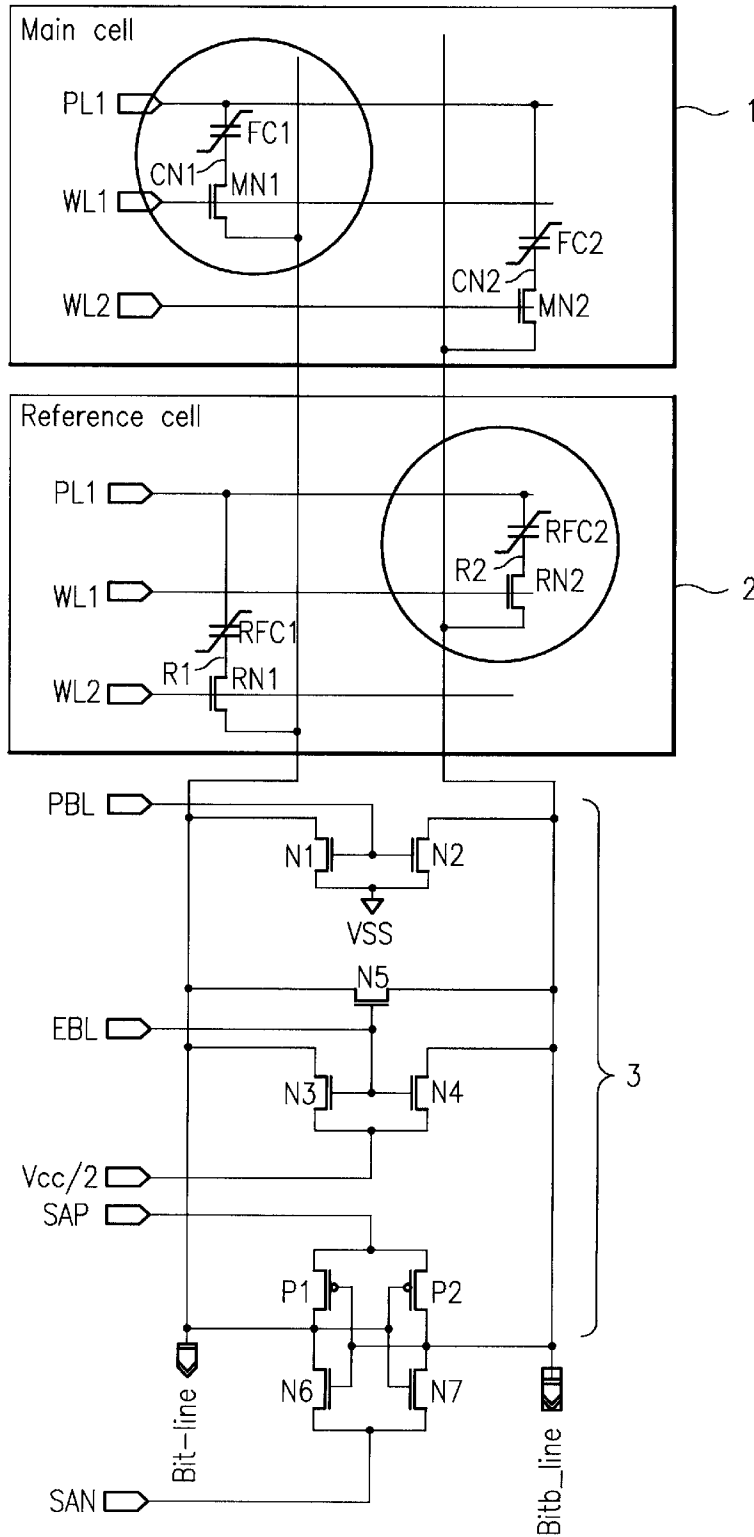 Main cell
PL1
FC1
1
CN1
MN1
WL1
FC2
CN2
WL2
MN2
Reference cell
PL1
RFC2
R2
RN2
WL1
2
RFC1
R1
RN1
WL2
PBL
N1
N2
VSS
N5
EBL
N3
N4
3
Vcc/2
SAP
P1
P2
N6
N7
Bit-line
Bitb_line
SAN